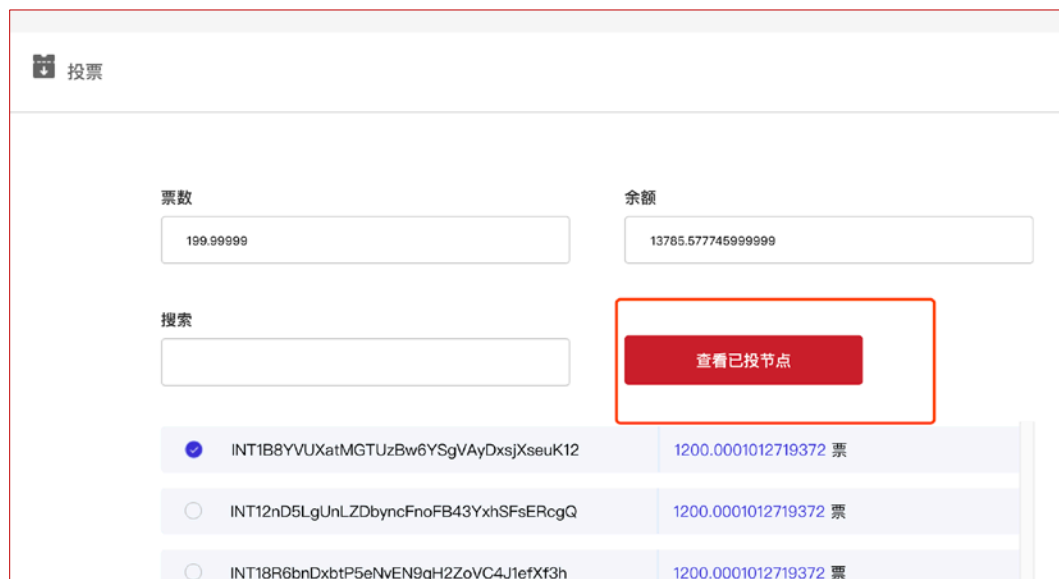 投票
票数
余额
199.99999
13785.577745999999
搜索
查看已投节点
INT1B8YVUXatMGTUzBw6YSgVAyDxsjXseuK12 1200.0001012719372 票
INT12nD5LgUnLZDbyncFnoFB43YxhSFsERcgQ 1200.0001012719372 票
INT18R6bnDxbtP5eNvEN9gH2ZoVC4J1efXf3h 1200.0001012719372 票